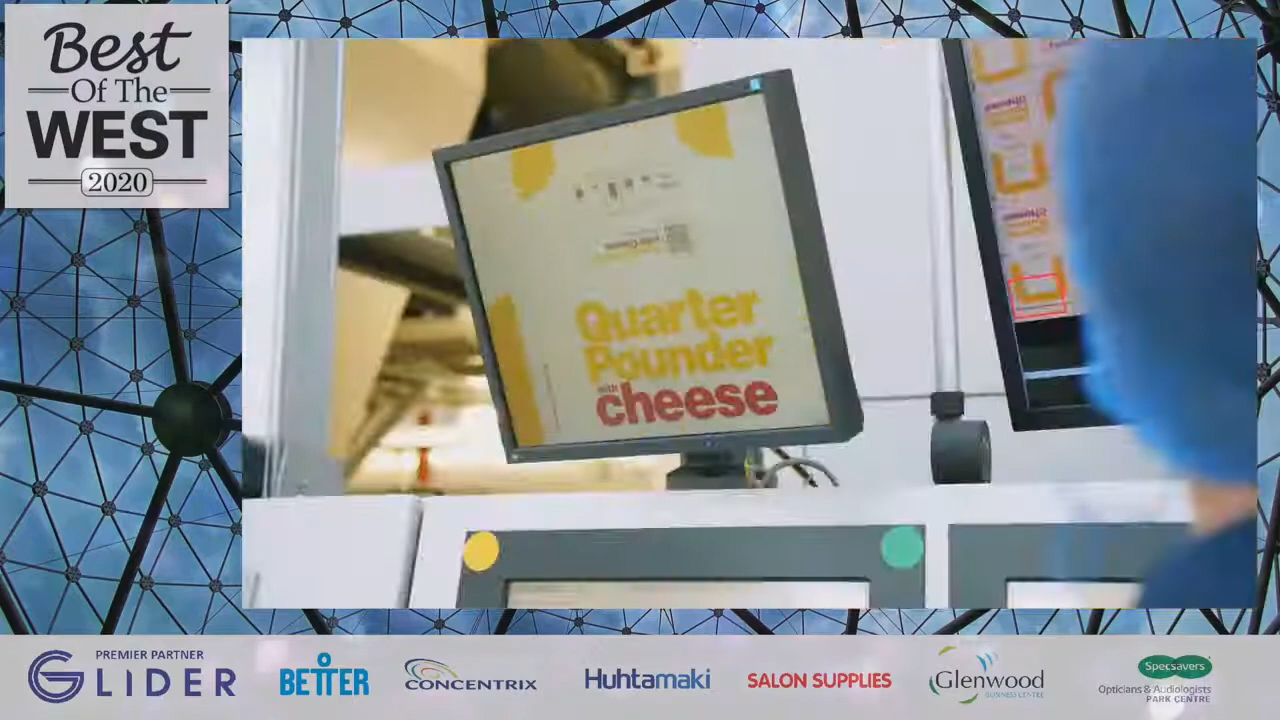 Best
Of The
WEST
2020
Quarter
Pounder
with
cheese
PREMIER PARTNER
GLIDER
BETTER
CONCENTRIX
Huhtamaki
SALON SUPPLIES
Glenwood
BUSINESS CENTRE
Specsavers
Opticians & Audiologists
PARK CENTRE